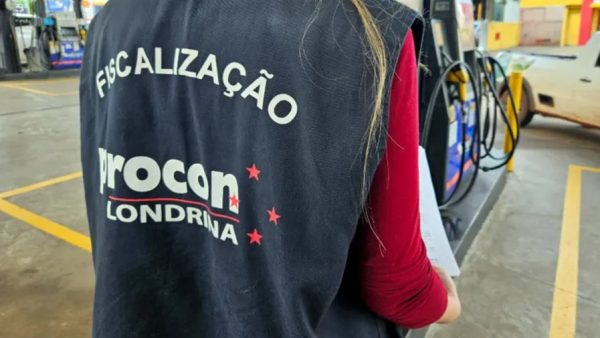 FISCALIZAÇÃO
procon
LONDRINA